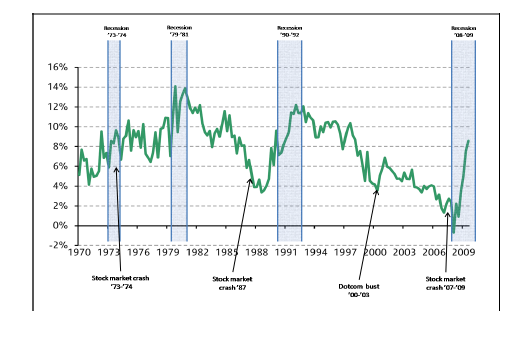 Recession
'73-'74
Recession
'79-'81
Recession
'90-'92
Recession
'08-'09
16%
14%
12%
10%
8%
6%
4%
2%
0%
-2%
1970 1973 1976 1979 1982 1985 1988 1991 1994 1997 2000 2003 2006 2009
Stock market crash
'73-'74
Stock market
crash '87
Dotcom bust
'00-'03
Stock market
crash '07-'09